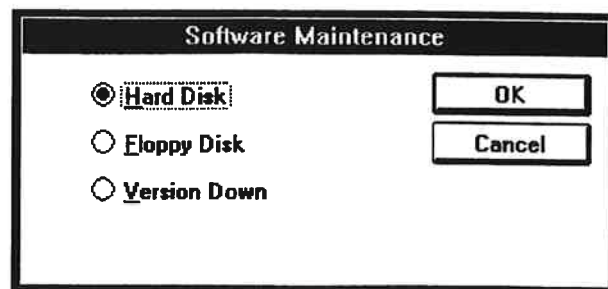 Software Maintenance
Hard Disk
OK
Floppy Disk
Cancel
Version Down